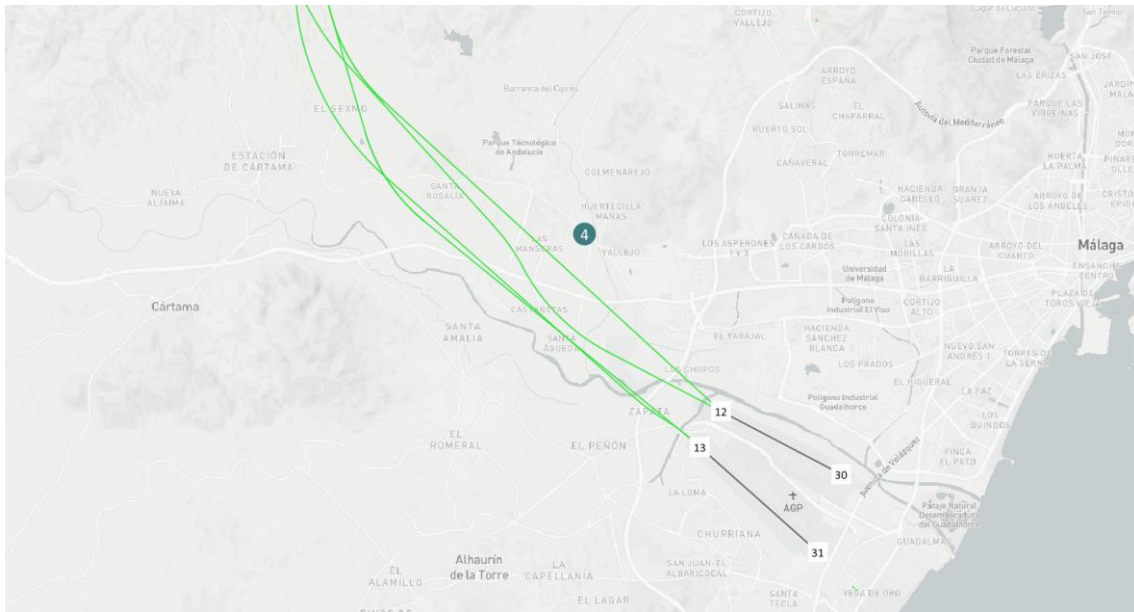 CORTIJO
VALLEJO
Lagar de Luciano
San Telmo
Parque Forestal
Ciudad de Málaga
SAN JOSÉ
ARROYO
ESPAÑA
LAS ERIZAS
Barranca del Ciprés
SALINAS
EL
CHAPARRAL
Autovía del Mediterráneo
PARQUE LAS
VIRREINAS
EL SEXMO
PUERTO SOL
TORREMAR
Parque Tecnológico
de Andalucía
ESTACIÓN
DE CÁRTAMA
CAÑAVERAL
HUERTA
LA PALMA
COLMENAREJO
NUEVA
ALJAIMA
SANTA
ROSALÍA
HACIENDA
CABELLO
GRANJA
SUÁREZ
ARROYO DE
LOS ÁNGELES
CRISTO
EPID
HUERTECILLA
MAÑAS
COLONIA
SANTA INÉS
4
LAS
MANSERAS
VALLEJO
LOS ASPERONES
1 Y 3
CAÑADA DE
LOS CARDOS
LAS
MORILLAS
ARROYO DEL
CUARTO
Málaga
Universidad
de Málaga
LA
BARRIGUILLA
ENSANCHE
CENTRO
Cártama
CASTAÑETAS
Polígono
Industrial El Viso
CORTIJO
ALTO
PLAZA DE
TOROS VIEJA
SANTA
AMALIA
SANTA
ÁGUEDA
EL TARAJAL
HACIENDA
SÁNCHEZ
BLANCA
NUEVO SAN
ANDRÉS 1
TORRES DE
LA SERNA
LOS CHOPOS
LOS PRADOS
EL HIGUERAL
LA PAZ
Polígono Industrial
Guadalhorce
ZAPATA
12
LOS
GUINDOS
EL
ROMERAL
EL PEÑÓN
13
FINCA
EL PATO
30
Avenida de Velázquez
LA LOMA
AGP
Paraje Natural
Desembocadura
del Guadalhorce
CHURRIANA
GUADALMAR
31
Alhaurín
de la Torre
EL
ALAMILLO
LA
CAPELLANÍA
SAN JUAN-EL
ALBARICOCAL
SANTA
TECLA
VEGA DE ORO
EL LAGAR